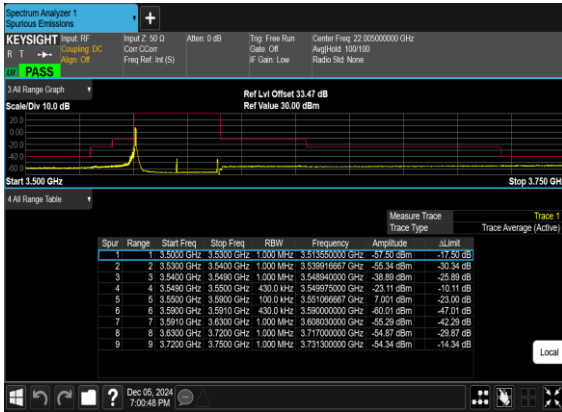 Spectrum Analyzer 1
Spurious Emissions
+
KEYSIGHT Input: RF Input Z: 50 Ω Atten: 0 dB Trig: Free Run Center Freq: 22.005000000 GHz
R T Coupling: DC Corr CCorr Gate: Off Avg|Hold: 100/100
Align: Off Freq Ref: Int (S) IF Gain: Low Radio Std: None
PASS
3 All Range Graph Ref Lvl Offset 33.47 dB
Scale/Div 10.0 dB Ref Value 30.00 dBm
20.0
0.00
-20.0
-40.0
-60.0
Start 3.500 GHz Stop 3.750 GHz
4 All Range Table
Measure Trace Trace 1
Trace Type Trace Average (Active)
Spur Range Start Freq Stop Freq RBW Frequency Amplitude ΔLimit
1 1 3.5000 GHz 3.5300 GHz 1.000 MHz 3.513550000 GHz -57.50 dBm -17.50 dB
2 2 3.5300 GHz 3.5400 GHz 1.000 MHz 3.539916667 GHz -55.34 dBm -30.34 dB
3 3 3.5400 GHz 3.5490 GHz 1.000 MHz 3.548940000 GHz -38.89 dBm -25.89 dB
4 4 3.5490 GHz 3.5500 GHz 430.0 kHz 3.549975000 GHz -23.11 dBm -10.11 dB
5 5 3.5500 GHz 3.5900 GHz 100.0 kHz 3.551066667 GHz 7.001 dBm -23.00 dB
6 6 3.5900 GHz 3.5910 GHz 430.0 kHz 3.590000000 GHz -60.01 dBm -47.01 dB
7 7 3.5910 GHz 3.6300 GHz 1.000 MHz 3.608030000 GHz -55.29 dBm -42.29 dB
8 8 3.6300 GHz 3.7200 GHz 1.000 MHz 3.717000000 GHz -54.87 dBm -29.87 dB
9 9 3.7200 GHz 3.7500 GHz 1.000 MHz 3.731300000 GHz -54.34 dBm -14.34 dB
Local
? Dec 05, 2024
7:00:48 PM